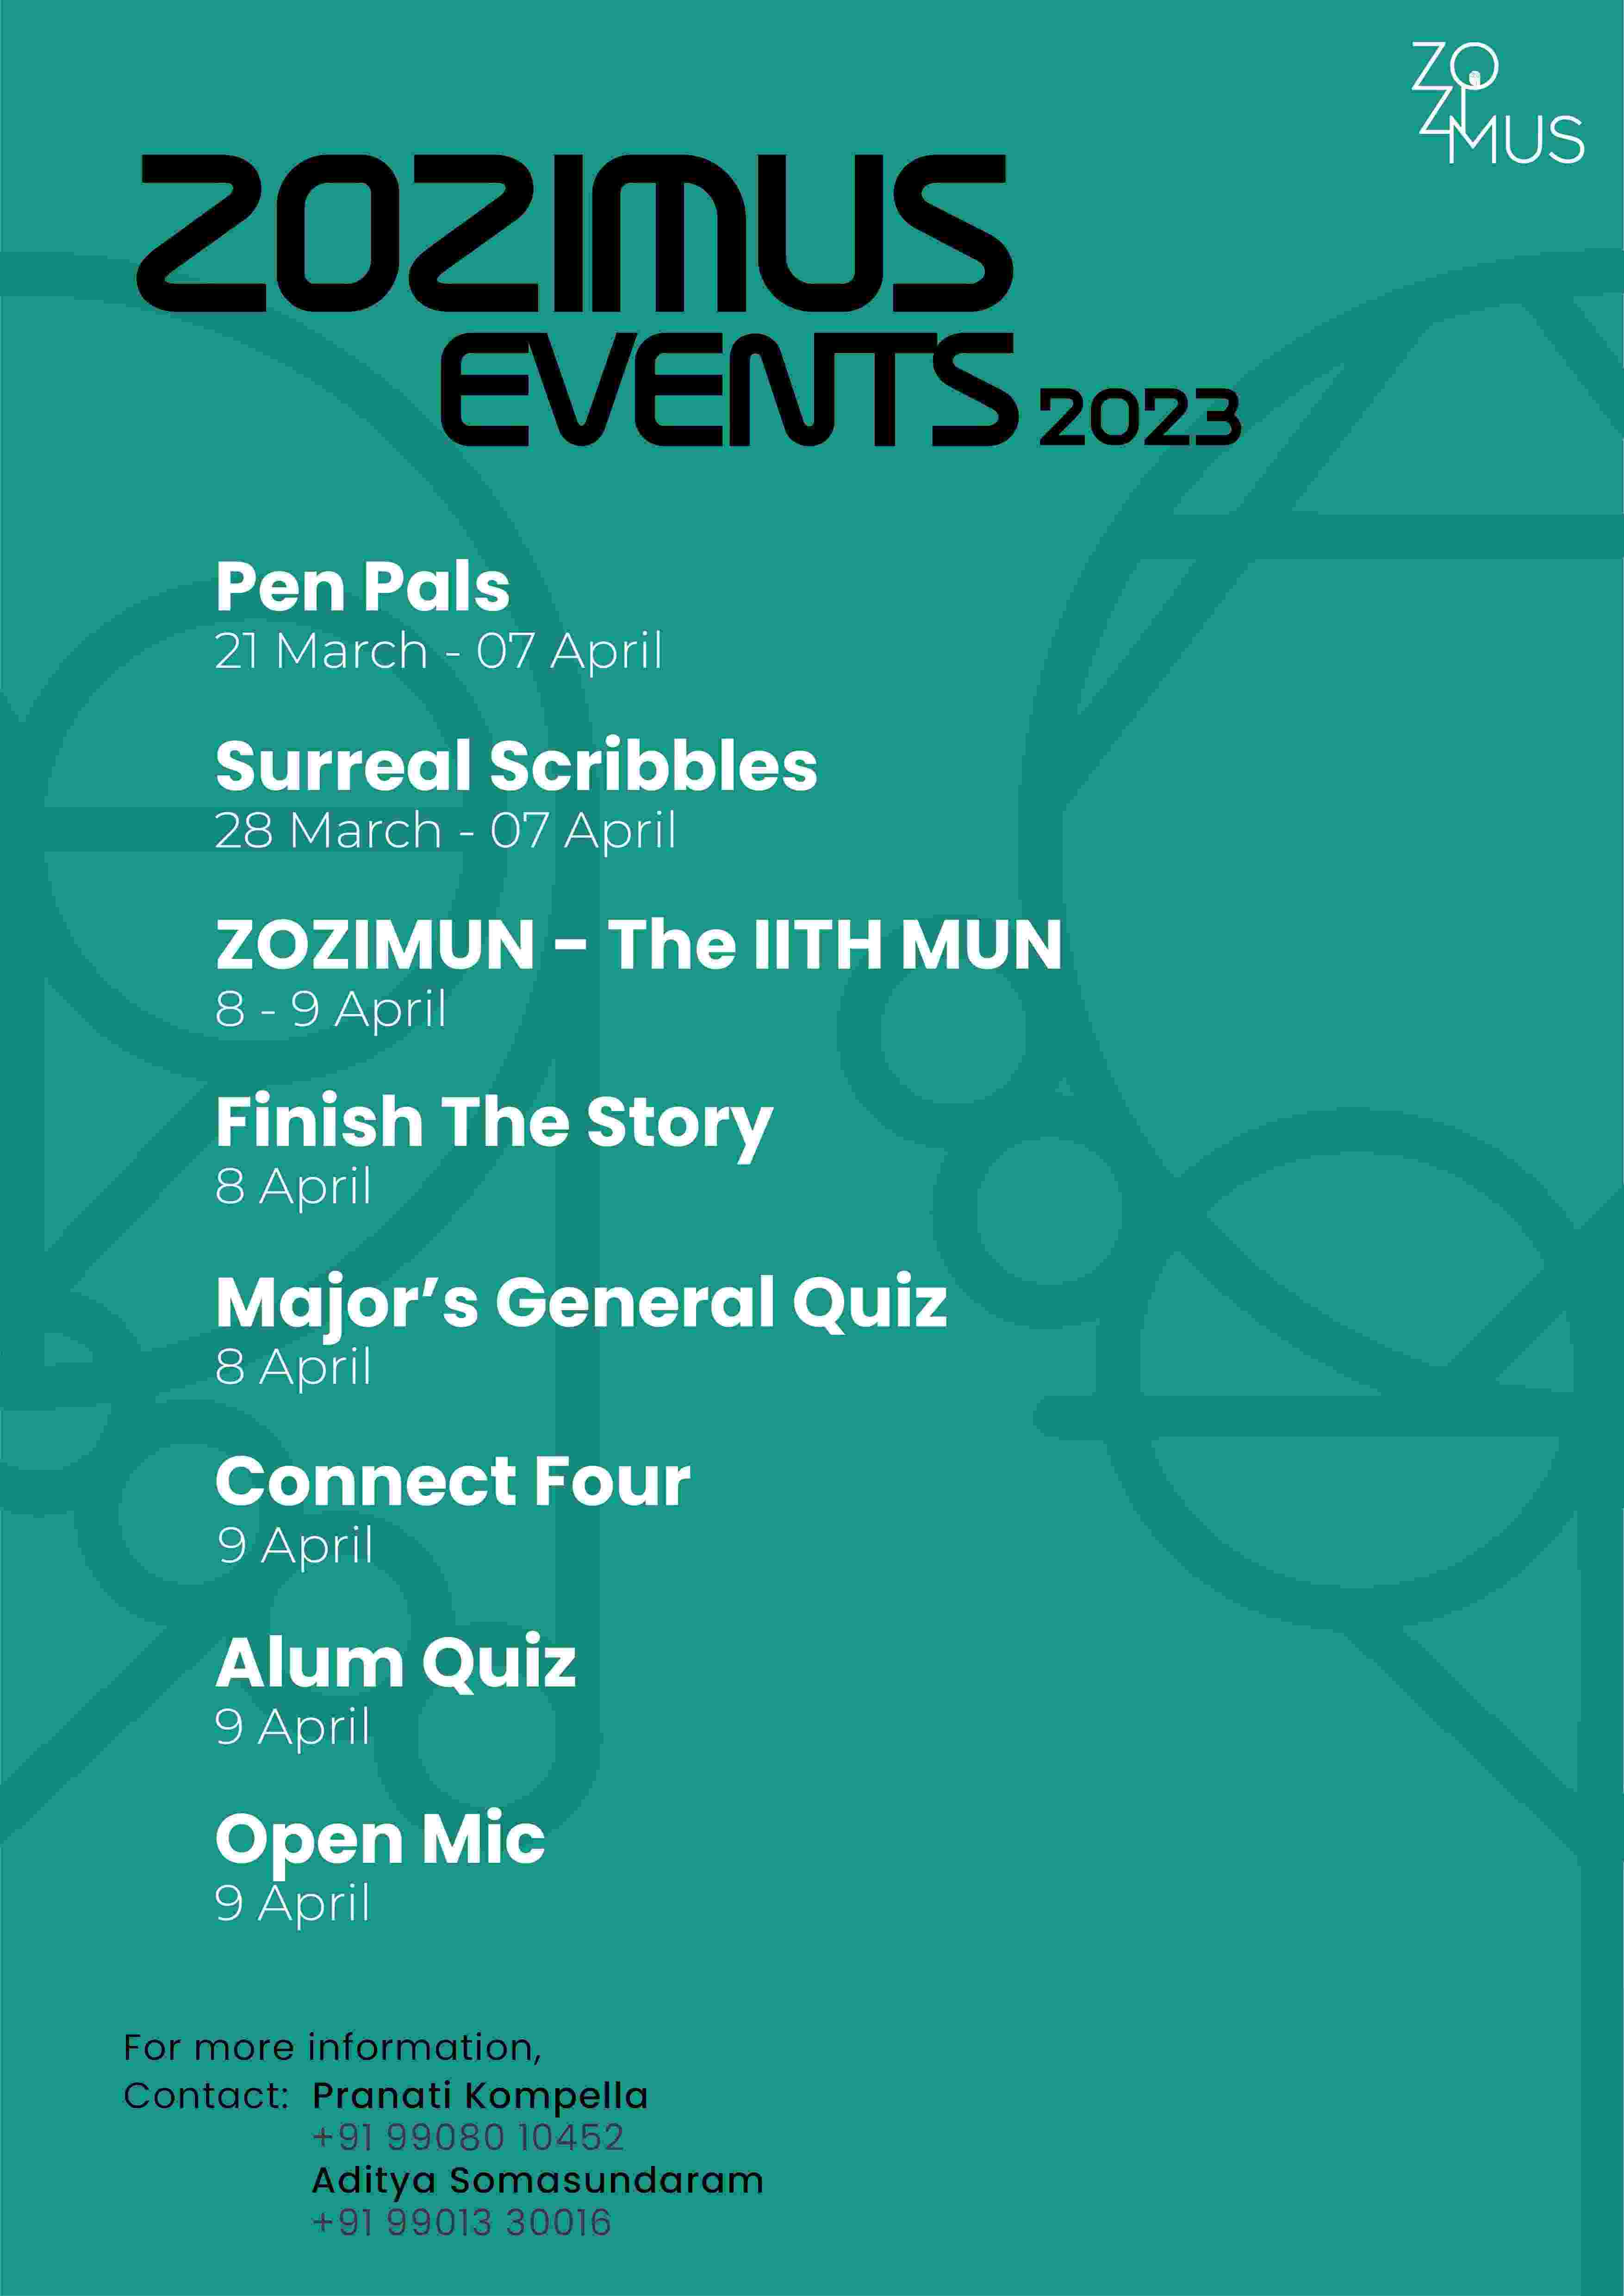 ZOZIMUS
ZOZIMUS
EVENTS 2023
Pen Pals
21 March - 07 April
Surreal Scribbles
28 March - 07 April
ZOZIMUN - The IITH MUN
8 - 9 April
Finish The Story
8 April
Major's General Quiz
8 April
Connect Four
9 April
Alum Quiz
9 April
Open Mic
9 April
For more information,
Contact: Pranati Kompella
+91 99080 10452
Aditya Somasundaram
+91 99013 30016